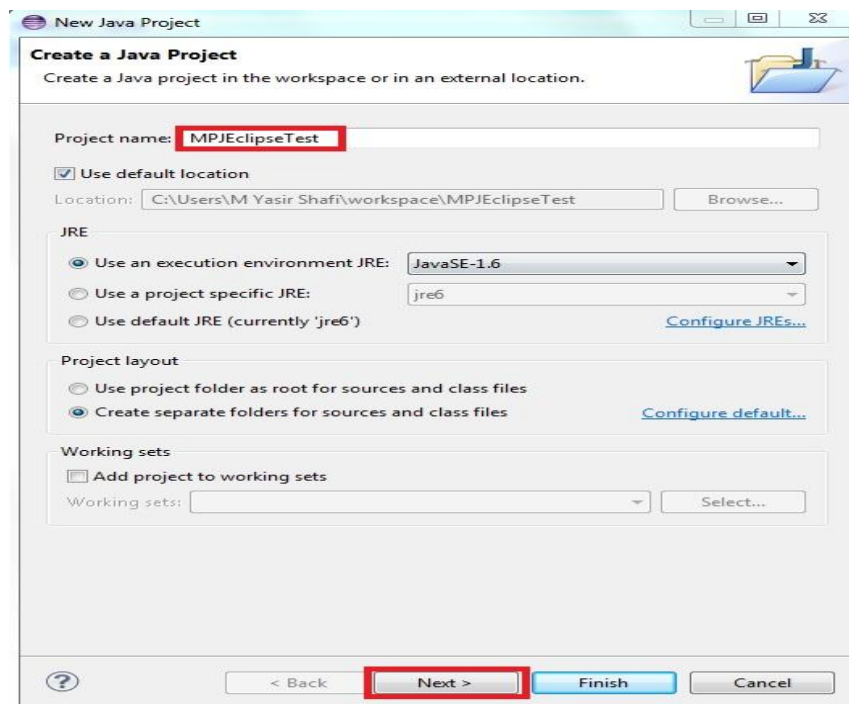 New Java Project
Create a Java Project
Create a Java project in the workspace or in an external location.
Project name: MPJEclipseTest
Use default location
Location: C:\Users\M Yasir Shafi\workspace\MPJEclipseTest Browse...
JRE
Use an execution environment JRE: JavaSE-1.6
Use a project specific JRE: jre6
Use default JRE (currently 'jre6') Configure JREs...
Project layout
Use project folder as root for sources and class files
Create separate folders for sources and class files Configure default...
Working sets
Add project to working sets
Working sets: Select...
? < Back Next > Finish Cancel